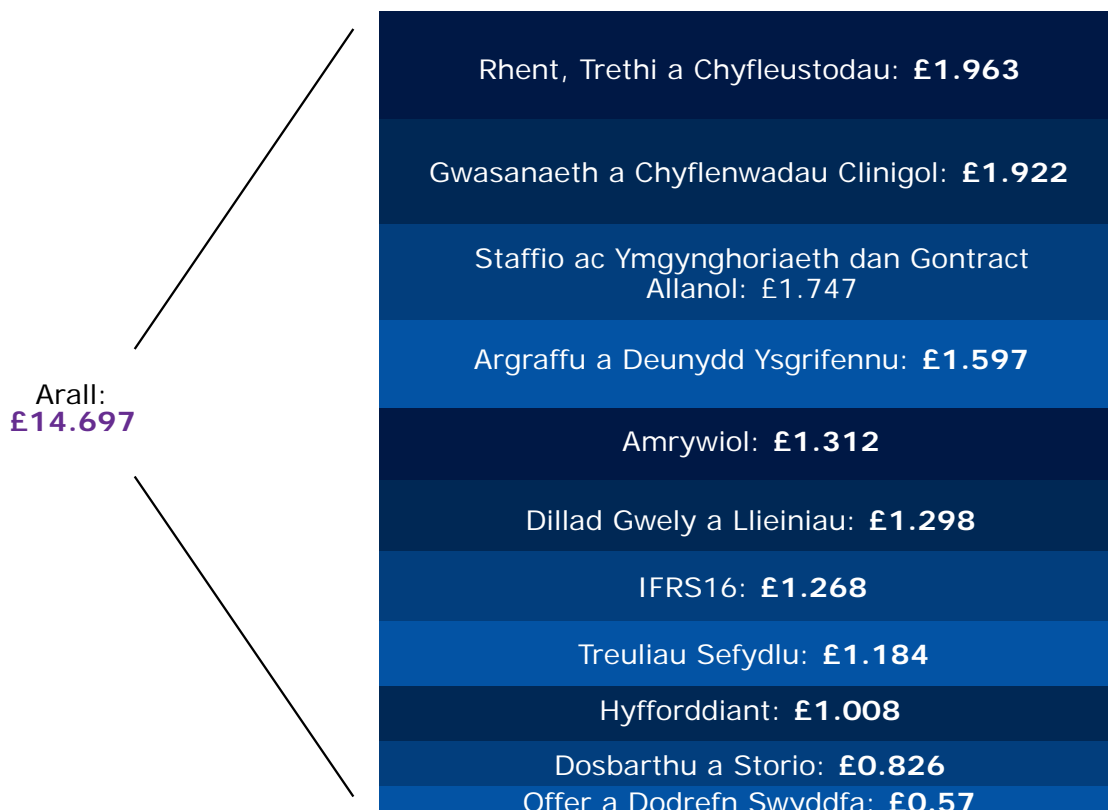 Arall:
£14.697
Rhent, Trethi a Chyfleustodau: £1.963
Gwasanaeth a Chyflenwadau Clinigol: £1.922
Staffio ac Ymgynghoriaeth dan Gontract
Allanol: £1.747
Argraffu a Deunydd Ysgrifennu: £1.597
Amrywiol: £1.312
Dillad Gwely a Llieiniau: £1.298
IFRS16: £1.268
Treuliau Sefydlu: £1.184
Hyfforddiant: £1.008
Dosbarthu a Storio: £0.826
Offer a Dodrefn Swyddfa: £0.57